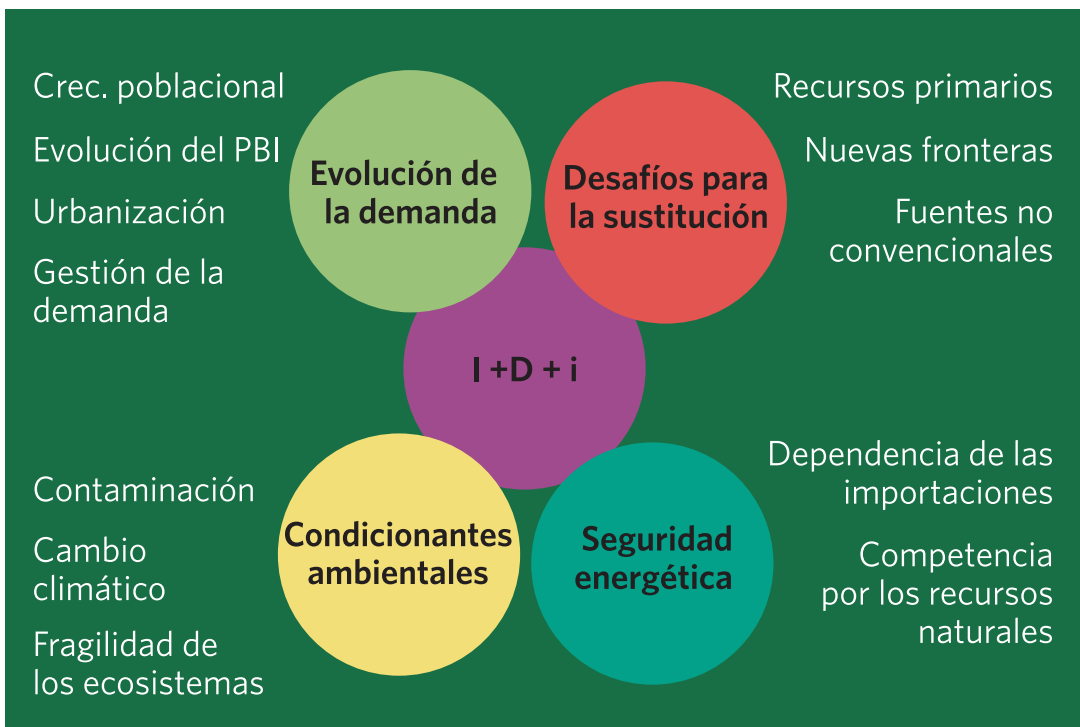 Crec. poblacional
Evolución del PBI
Urbanización
Gestión de la
demanda
Evolución de
la demanda
Desafíos para
la sustitución
Recursos primarios
Nuevas fronteras
Fuentes no
convencionales
I +D + i
Contaminación
Cambio
climático
Fragilidad de
los ecosistemas
Condicionantes
ambientales
Seguridad
energética
Dependencia de las
importaciones
Competencia
por los recursos
naturales